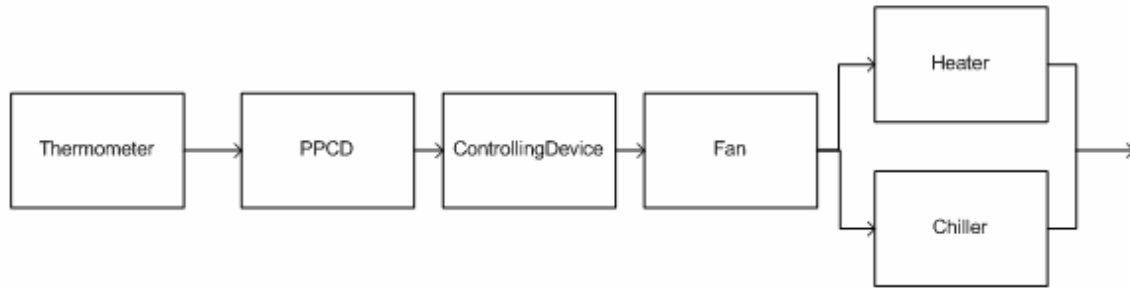 Thermometer
PPCD
ControllingDevice
Fan
Heater
Chiller